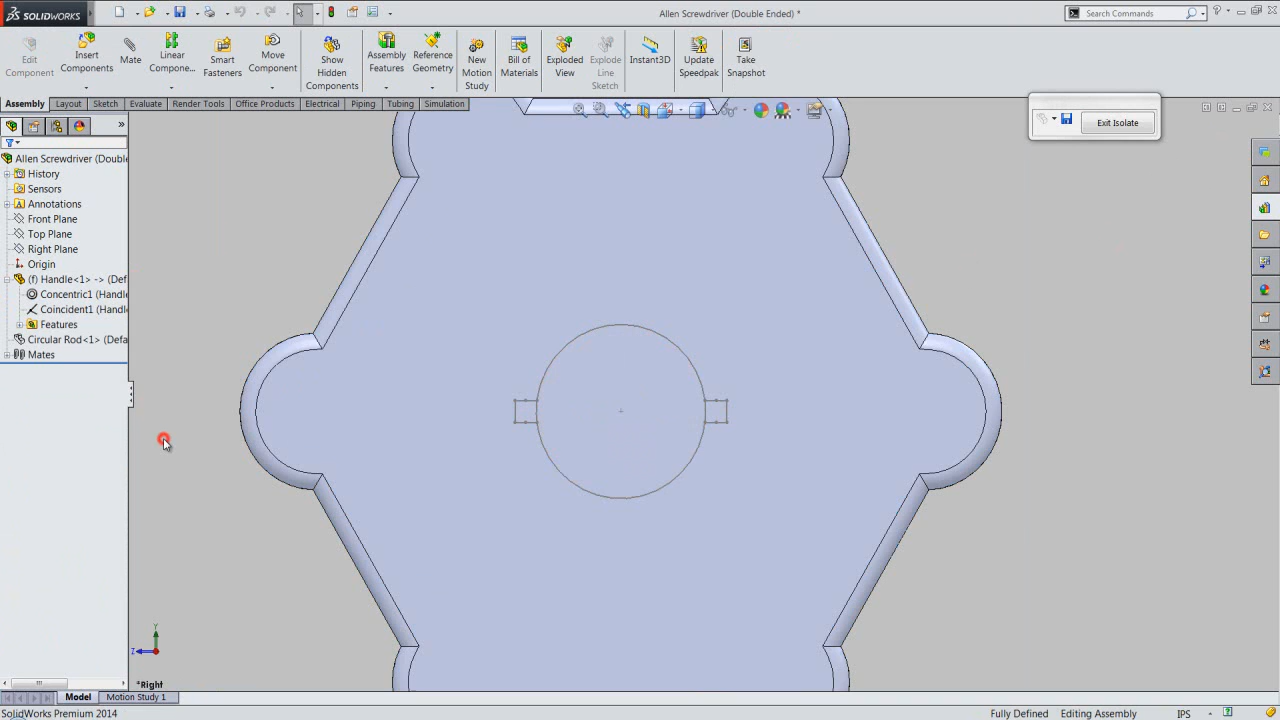 SOLIDWORKS
Allen Screwdriver (Double Ended) *
Search Commands
Edit Component
Insert Components
Mate
Linear Compone...
Smart Fasteners
Move Component
Show Hidden Components
Assembly Features
Reference Geometry
New Motion Study
Bill of Materials
Exploded View
Explode Line Sketch
Instant3D
Update Speedpak
Take Snapshot
Assembly
Layout
Sketch
Evaluate
Render Tools
Office Products
Electrical
Piping
Tubing
Simulation
Exit Isolate
Allen Screwdriver (Double
History
Sensors
Annotations
Front Plane
Top Plane
Right Plane
Origin
(f) Handle<1> -> (Def
Concentric1 (Handle
Coincident1 (Handl
Features
Circular Rod<1> (Defa
Mates
Y
Z
*Right
Model
Motion Study 1
SolidWorks Premium 2014
Fully Defined
Editing Assembly
IPS